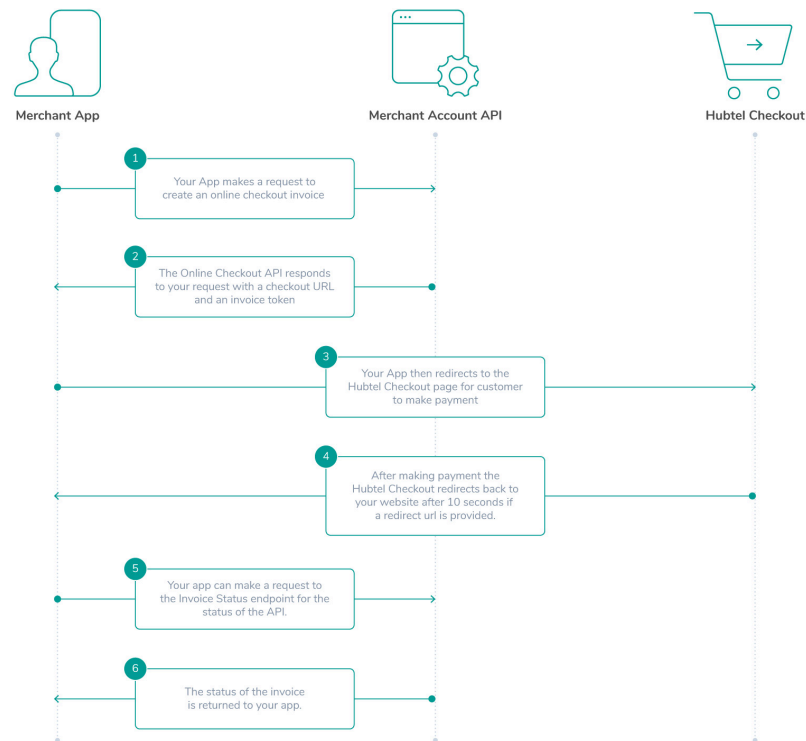 Merchant App
Merchant Account API
Hubtel Checkout
1
Your App makes a request to
create an online checkout invoice
2
The Online Checkout API responds
to your request with a checkout URL
and an invoice token
3
Your App then redirects to the
Hubtel Checkout page for customer
to make payment
4
After making payment the
Hubtel Checkout redirects back to
your website after 10 seconds if
a redirect url is provided.
5
Your app can make a request to
the Invoice Status endpoint for the
status of the API.
6
The status of the invoice
is returned to your app.